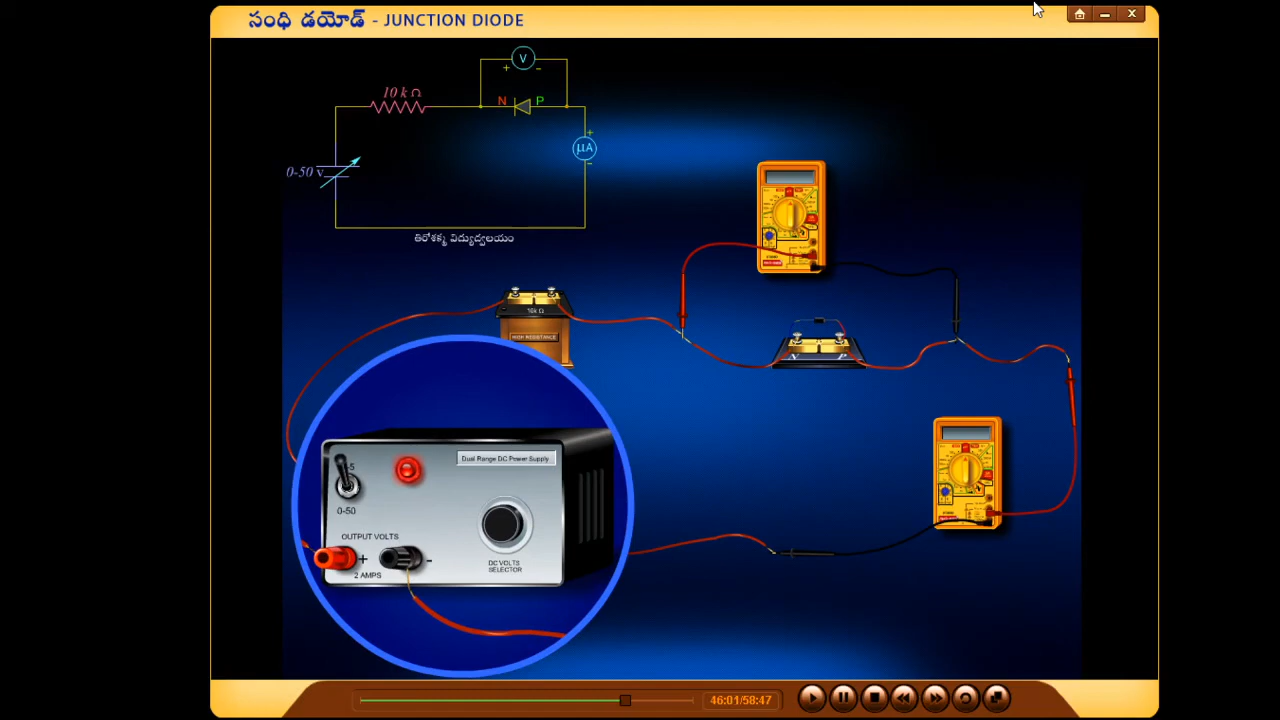 సంధి డయోడ్ - JUNCTION DIODE
V
+ −
10 k Ω
N P
+
μA
−
0-50 v
తిరోశక్మ విద్యుద్వలయం
10k Ω
HIGH RESISTANCE
N P
Dual Range DC Power Supply
0-50
OUTPUT VOLTS
+ −
2 AMPS
DC VOLTS
SELECTOR
46:01/58:47